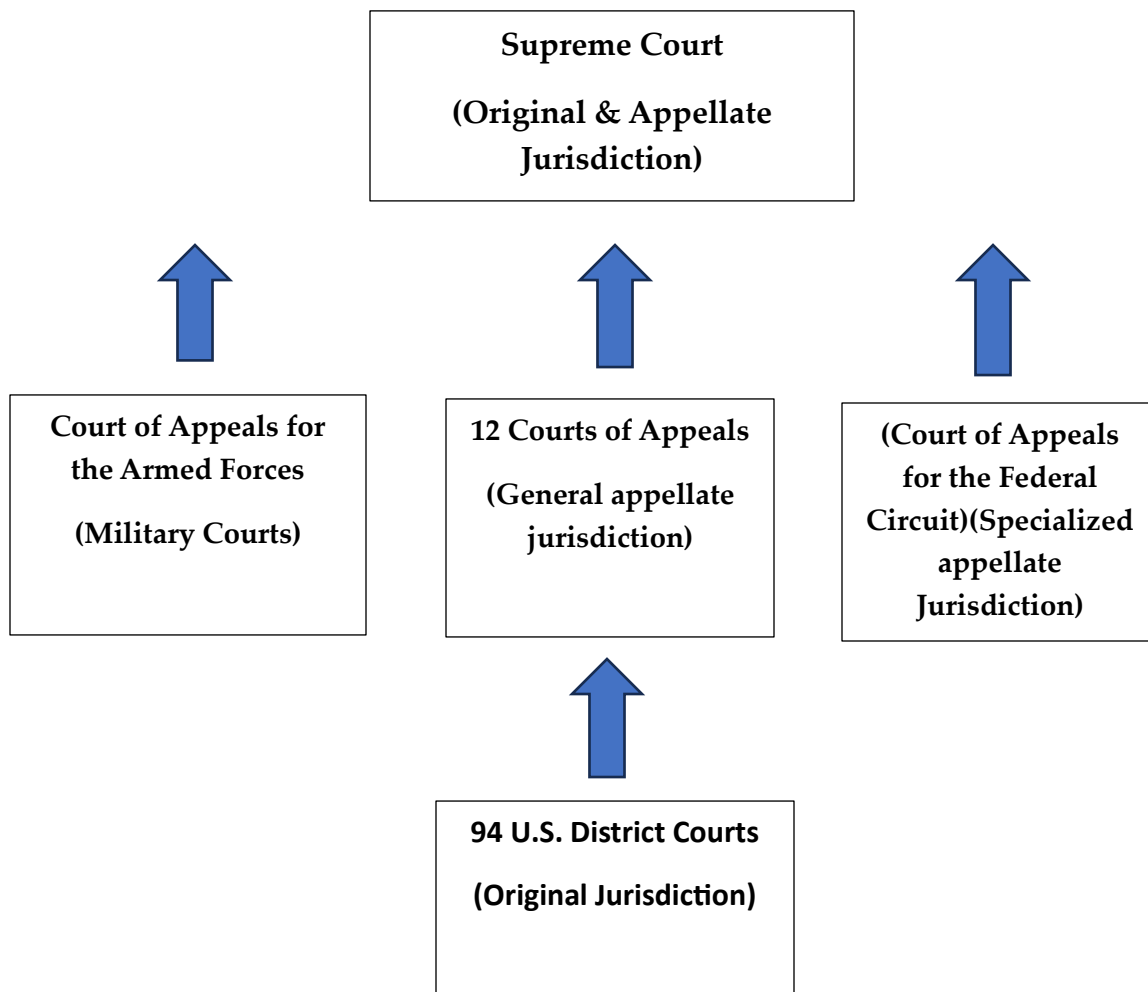 Supreme Court
(Original & Appellate
Jurisdiction)
Court of Appeals for
the Armed Forces
(Military Courts)
12 Courts of Appeals
(General appellate
jurisdiction)
(Court of Appeals
for the Federal
Circuit)(Specialized
appellate
Jurisdiction)
94 U.S. District Courts
(Original Jurisdiction)